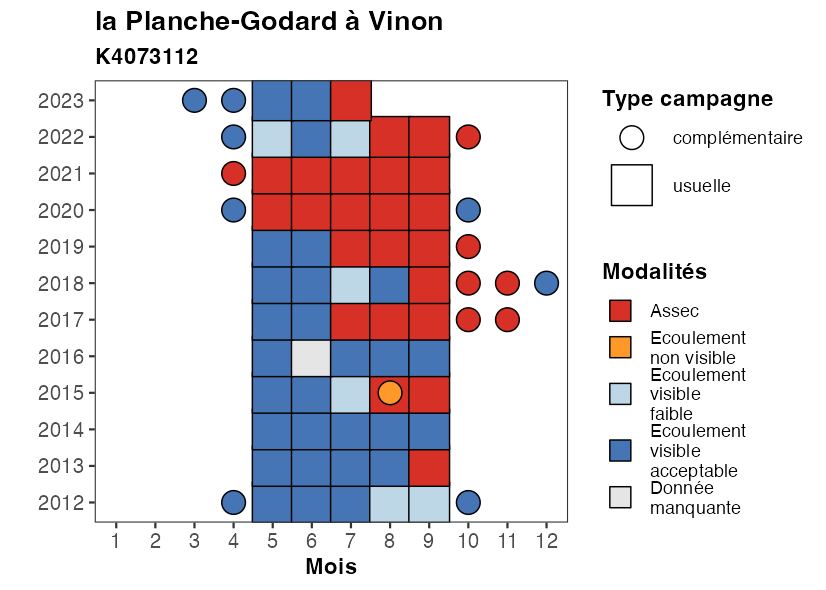 la Planche-Godard à Vinon
K4073112
2023
2022
2021
2020
2019
2018
2017
2016
2015
2014
2013
2012
1 2 3 4 5 6 7 8 9 10 11 12
Mois
Type campagne
complémentaire
usuelle
Modalités
Assec
Ecoulement
non visible
Ecoulement
visible
faible
Ecoulement
visible
acceptable
Donnée
manquante